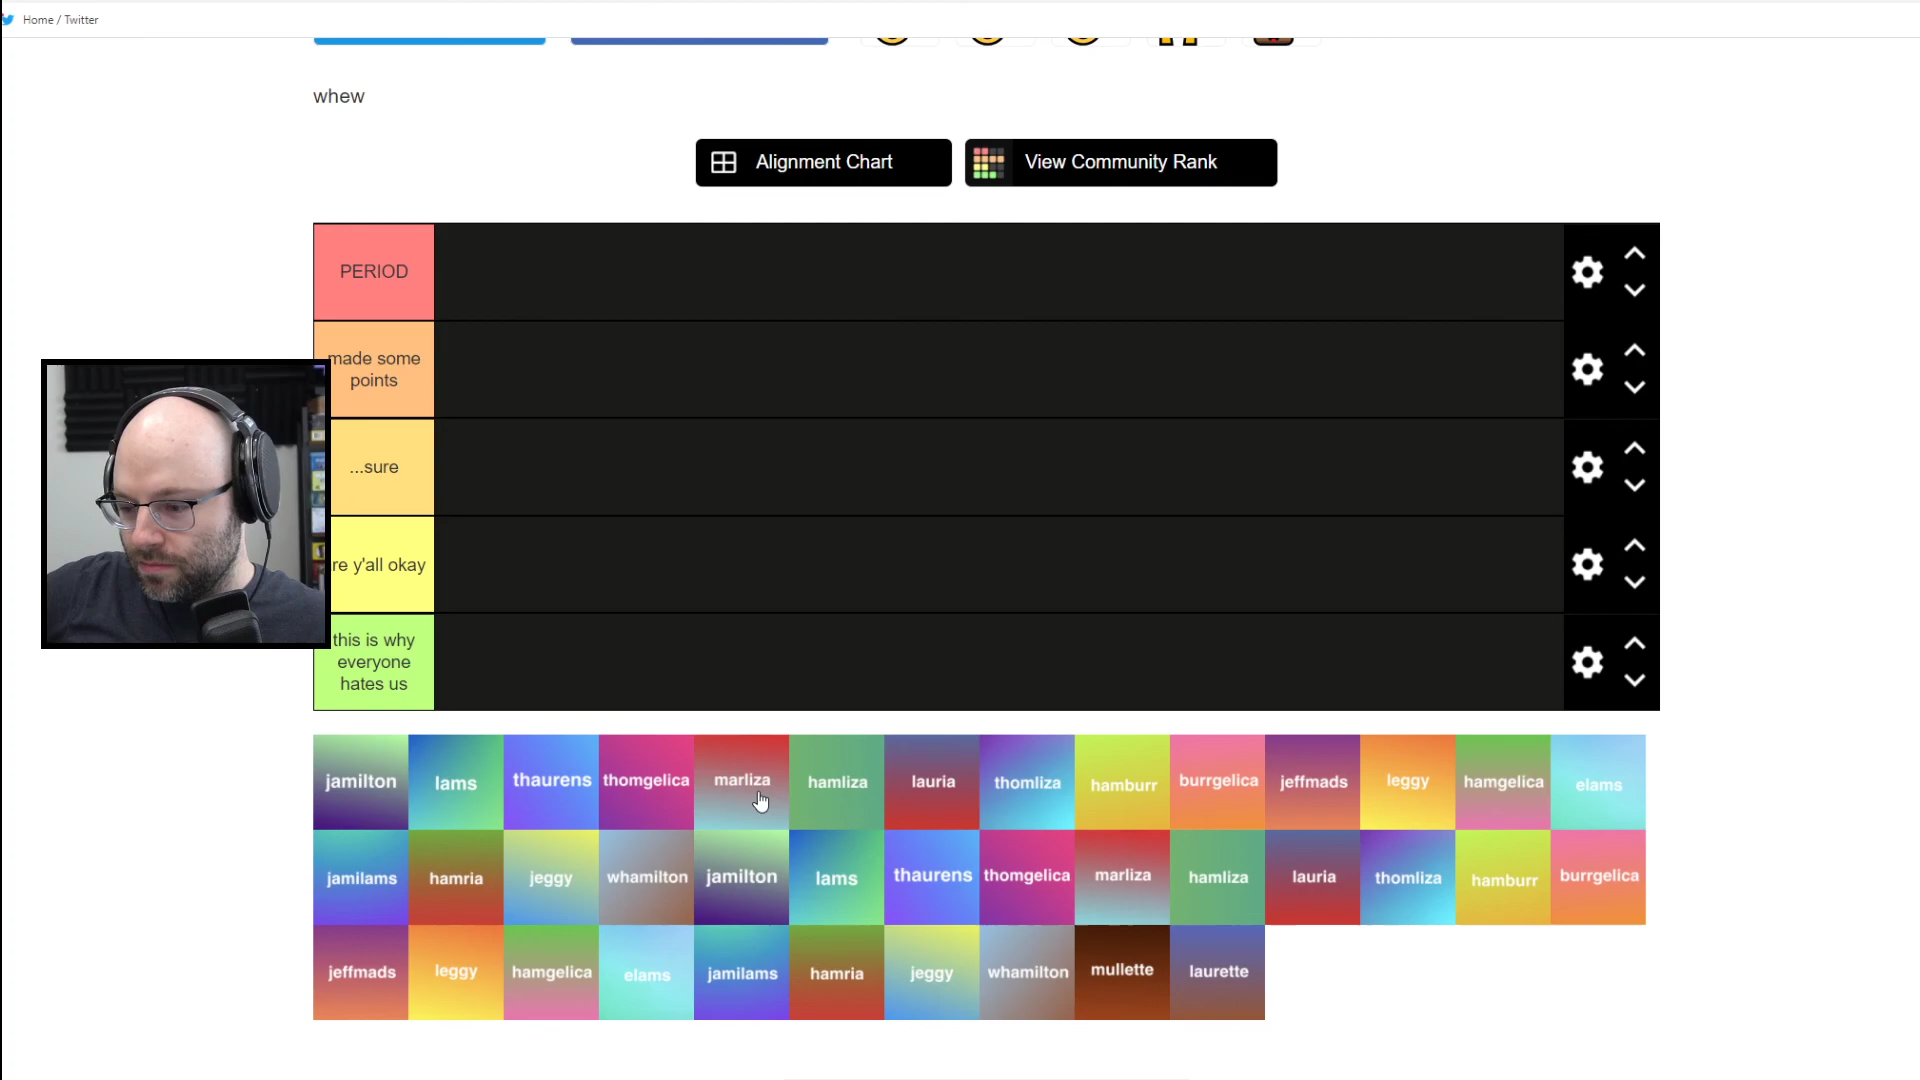 Home / Twitter
whew
Alignment Chart
View Community Rank
PERIOD
made some
points
...sure
re y'all okay
this is why
everyone
hates us
jamilton lams thaurens thomgelica marliza hamliza lauria thomliza hamburr burrgelica jeffmads leggy hamgelica elams
jamilams hamria jeggy whamilton jamilton lams thaurens thomgelica marliza hamliza lauria thomliza hamburr burrgelica
jeffmads leggy hamgelica elams jamilams hamria jeggy whamilton mullette laurette